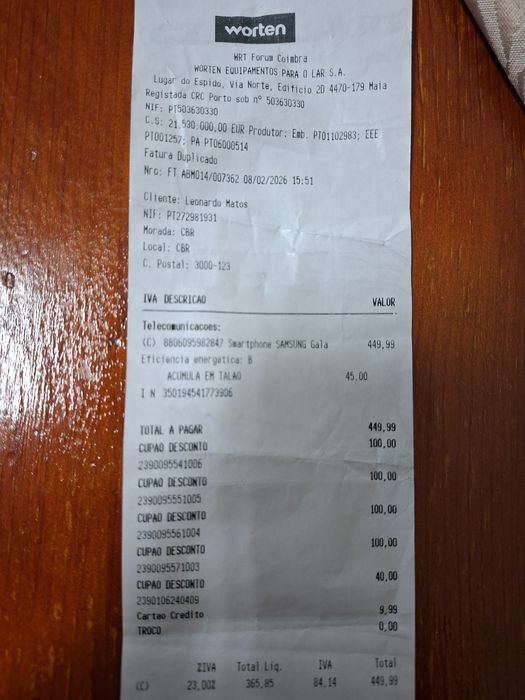 worten
WRT Forum Coimbra
WORTEN EQUIPAMENTOS PARA O LAR S.A.
Lugar do Espido, Via Norte, Edificio 2D 4470-179 Maia
Registada CRC Porto sob nº 503630330
NIF: PT503630330
C.S: 21.530.000,00 EUR Produtor: Emb. PT01102983; EEE
PT001257; PA PT06000514
Fatura Duplicado
Nro: FT ABM014/007362 08/02/2026 15:51
Cliente: Leonardo Matos
NIF: PT272981931
Morada: CBR
Local: CBR
C. Postal: 3000-123
IVA DESCRICAO VALOR
Telecomunicacoes:
(C) 8806095982847 Smartphone SAMSUNG Gala 449,99
Eficiencia energetica: B
ACUMULA EM TALAO 45,00
I N 350194541773906
TOTAL A PAGAR 449,99
CUPAO DESCONTO 100,00
2390095541006
CUPAO DESCONTO 100,00
2390095551005
CUPAO DESCONTO 100,00
2390095561004
CUPAO DESCONTO 100,00
2390095571003
CUPAO DESCONTO 40,00
2390106240409
Cartao Credito 9,99
TROCO 0,00
%IVA Total Liq. IVA Total
(C) 23,00% 365,85 84,14 449,99